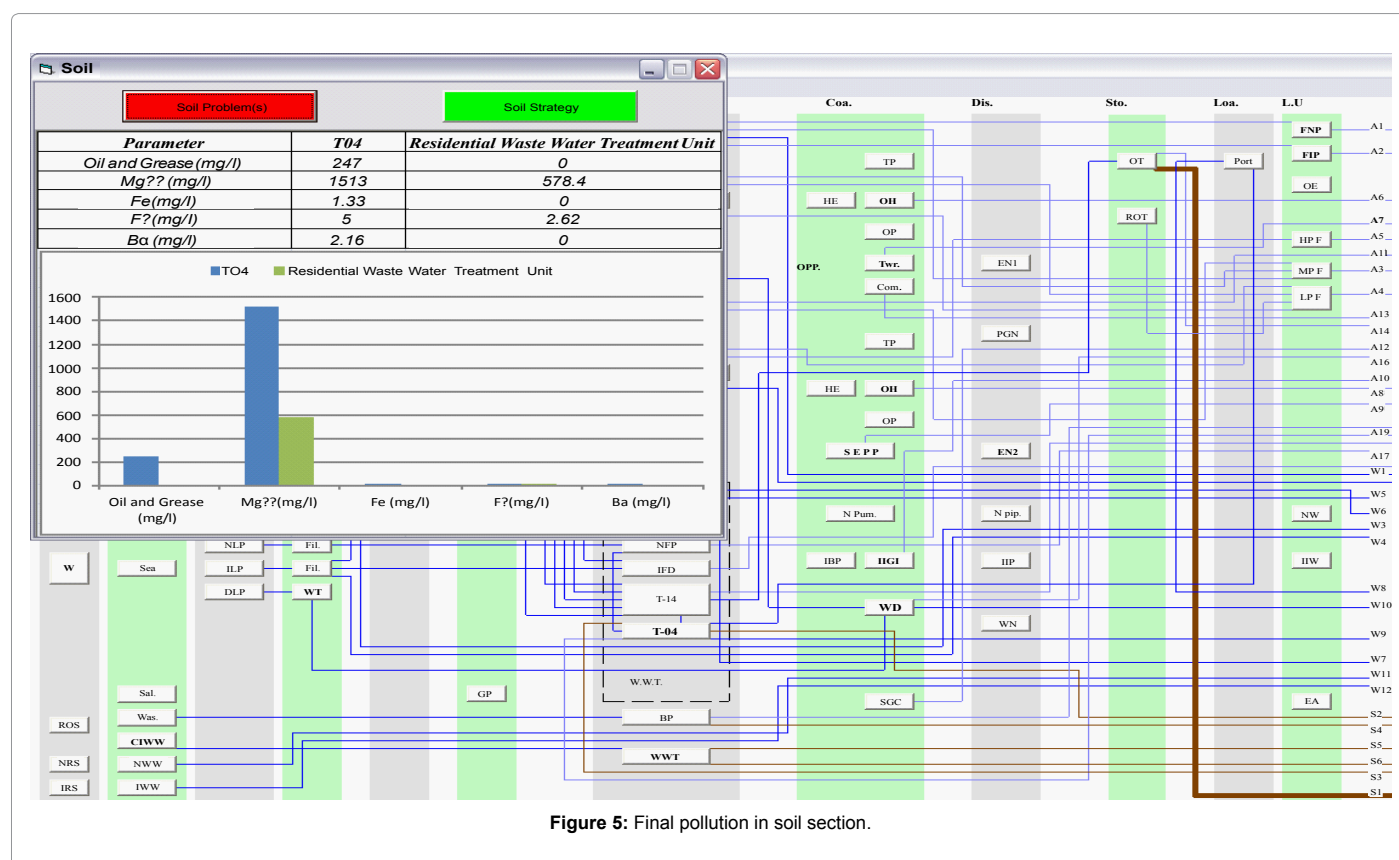 Soil
Soil Problem(s) Soil Strategy
Parameter T04 Residential Waste Water Treatment Unit
Oil and Grease (mg/l) 247 0
Mg?? (mg/l) 1513 578.4
Fe(mg/l) 1.33 0
F?(mg/l) 5 2.62
Bα (mg/l) 2.16 0
TO4 Residential Waste Water Treatment Unit
1600
1400
1200
1000
800
600
400
200
0
Oil and Grease Mg??(mg/l) Fe (mg/l) F?(mg/l) Ba (mg/l)
(mg/l)
Coa. Dis. Sto. Loa. L.U
FNP A1
TP OT Port FIP A2
OE
HE OH A6
ROT A7
OP HP F A5
OPP. Twr. EN1 A11
MP F A3
Com. LP F A4
A13
PGN A14
TP A12
A16
A10
HE OH A8
A9
OP A19
S E P P EN2 A17
W1
W5
N Pum. N pip. NW W6
W3
NLP Fil. NFP W4
W Sea ILP Fil. IFD IBP IIGI IIP IIW
DLP WT T-14 W8
WD W10
T-04 WN W9
W7
W.W.T. W11
Sal. GP SGC EA W12
Was. BP S2
ROS S4
CIWW S5
WWT
NRS NWW S6
S3
IRS IWW S1
Figure 5: Final pollution in soil section.